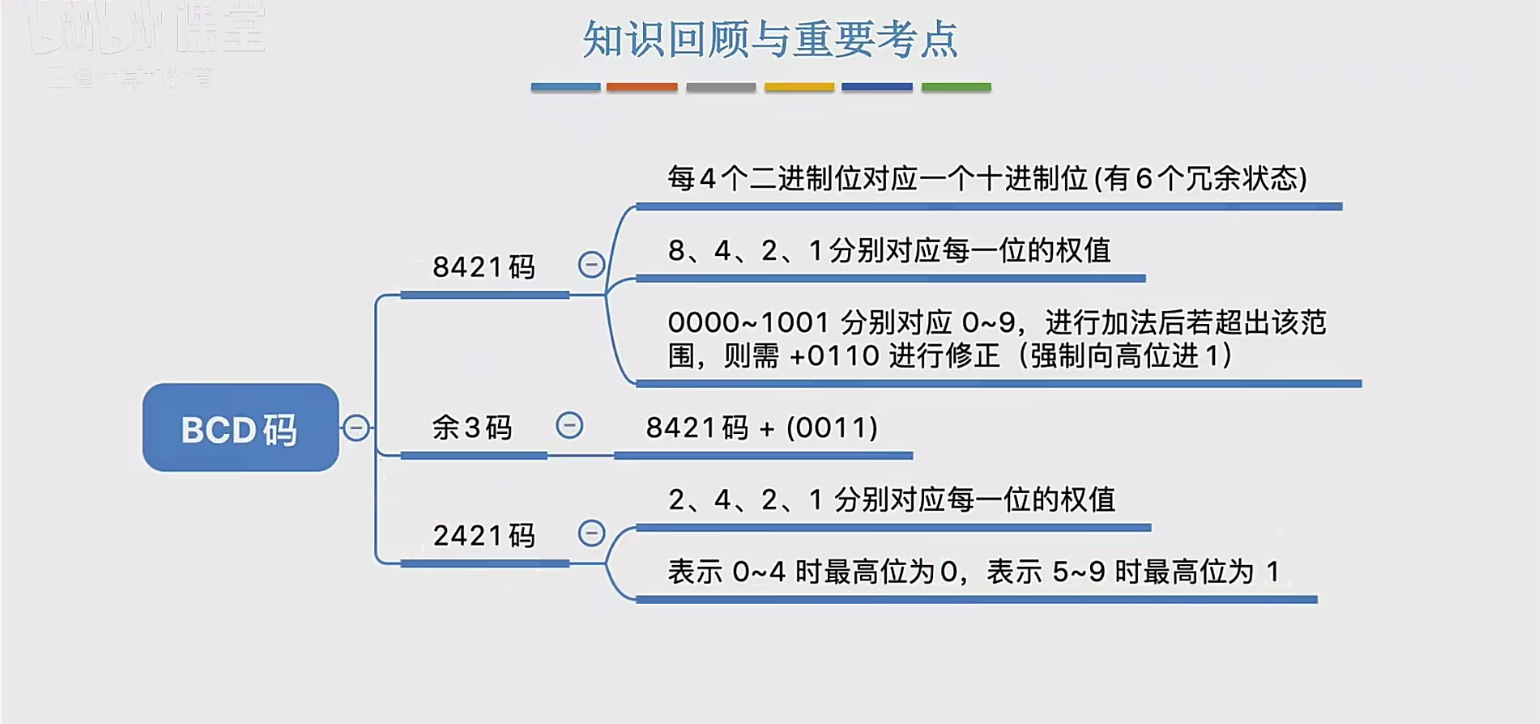 课堂
知识回顾与重要考点
每4个二进制位对应一个十进制位(有6个冗余状态)
8421码
8、4、2、1分别对应每一位的权值
0000~1001 分别对应 0~9，进行加法后若超出该范
围，则需 +0110 进行修正（强制向高位进1）
BCD码
余3码
8421码 + (0011)
2421码
2、4、2、1 分别对应每一位的权值
表示 0~4 时最高位为0，表示 5~9 时最高位为 1